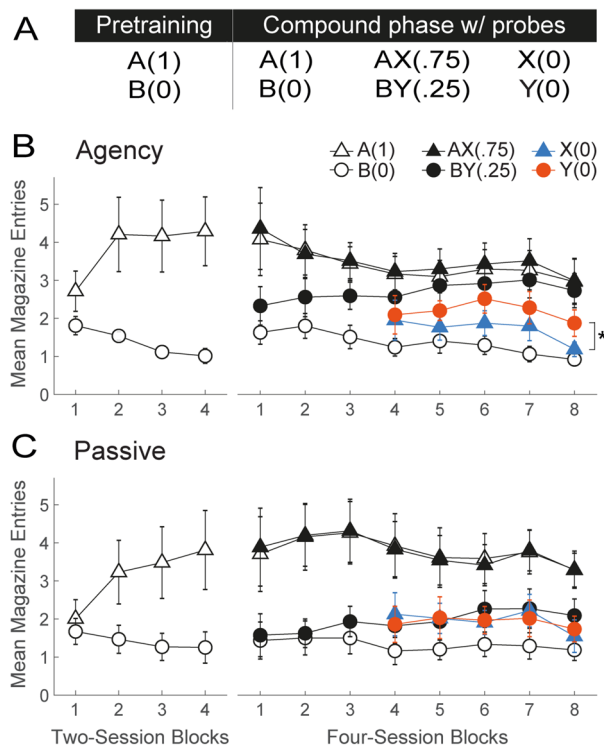 A
Pretraining Compound phase w/ probes
A(1) A(1) AX(.75) X(0)
B(0) B(0) BY(.25) Y(0)
B Agency
A(1) AX(.75) X(0)
B(0) BY(.25) Y(0)
Mean Magazine Entries
5
4
3
2
1
0
*
1 2 3 4 1 2 3 4 5 6 7 8
C Passive
Mean Magazine Entries
5
4
3
2
1
0
1 2 3 4 1 2 3 4 5 6 7 8
Two-Session Blocks Four-Session Blocks